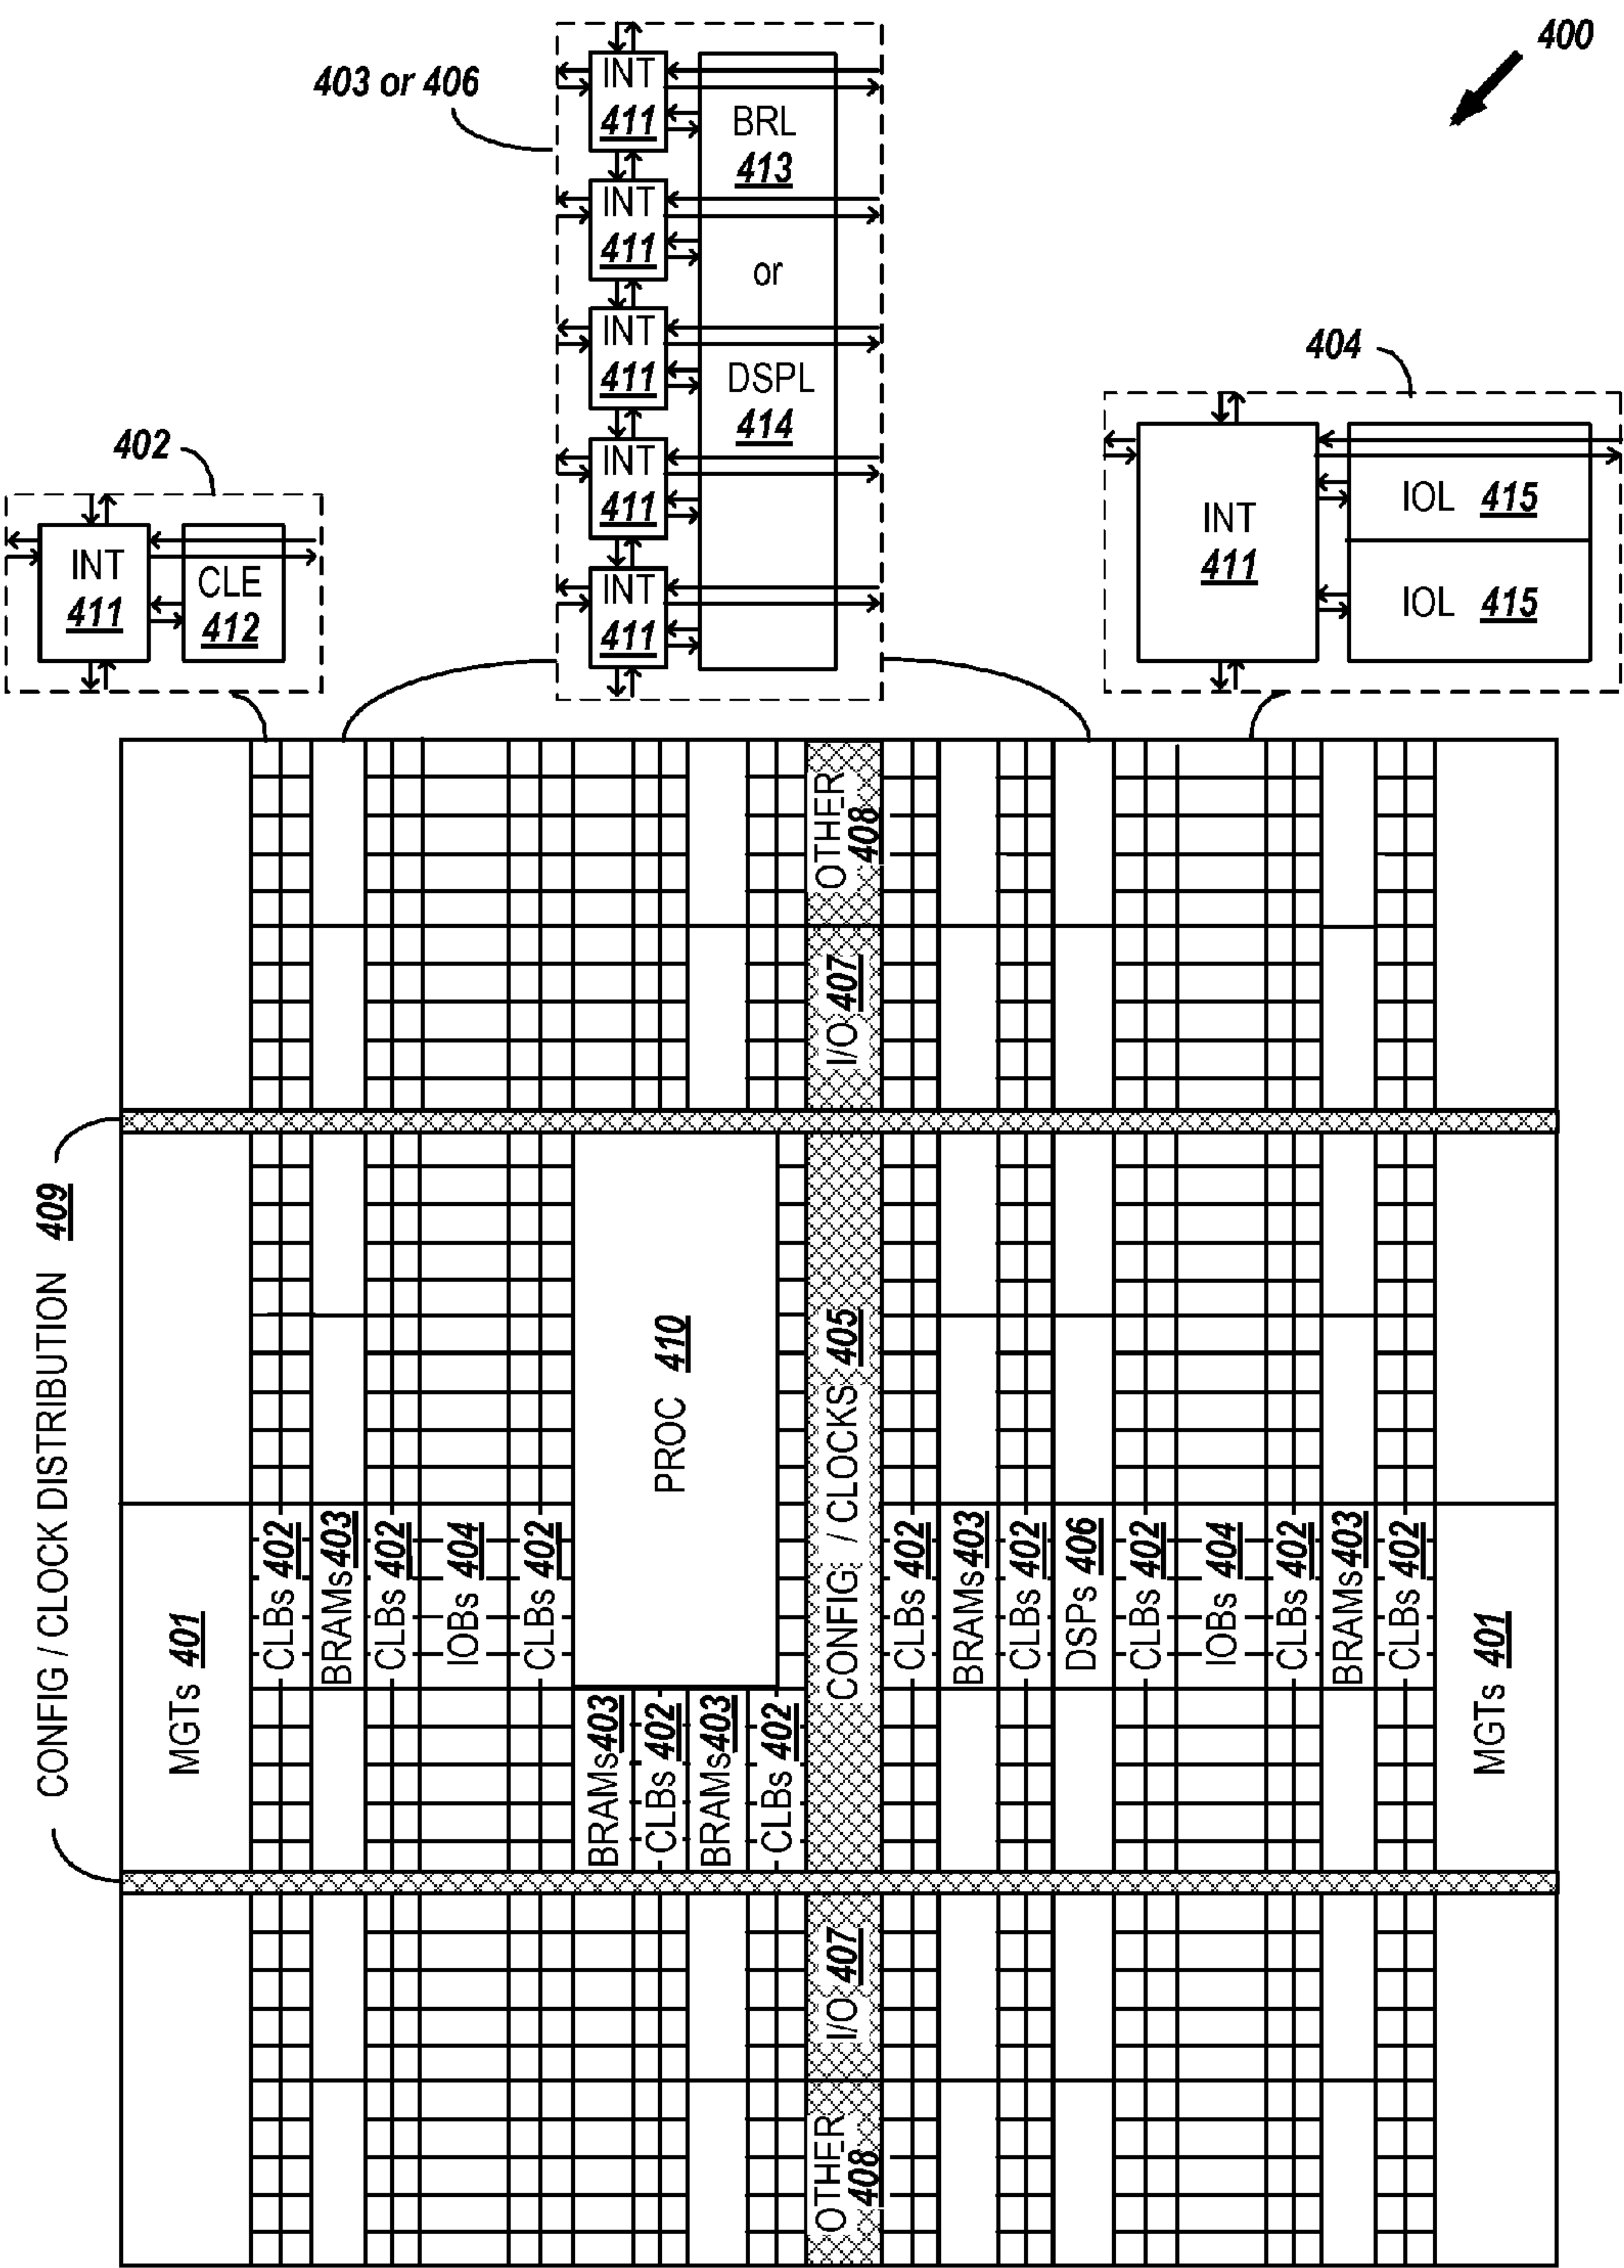 400
403 or 406
INT
411
INT
411
INT
411
INT
411
INT
411
BRL
413
or
DSPL
414
404
INT
411
IOL 415
IOL 415
402
INT
411
CLE
412
OTHER
408
I/O 407
CONFIG / CLOCK DISTRIBUTION 409
PROC 410
CONFIG / CLOCKS 405
MGTs 401
CLBs 402
BRAMs 403
CLBs 402
IOBs 404
CLBs 402
BRAMs 403
CLBs 402
BRAMs 403
CLBs 402
CLBs 402
BRAMs 403
CLBs 402
DSPs 406
CLBs 402
IOBs 404
CLBs 402
BRAMs 403
CLBs 402
MGTs 401
I/O 407
OTHER
408